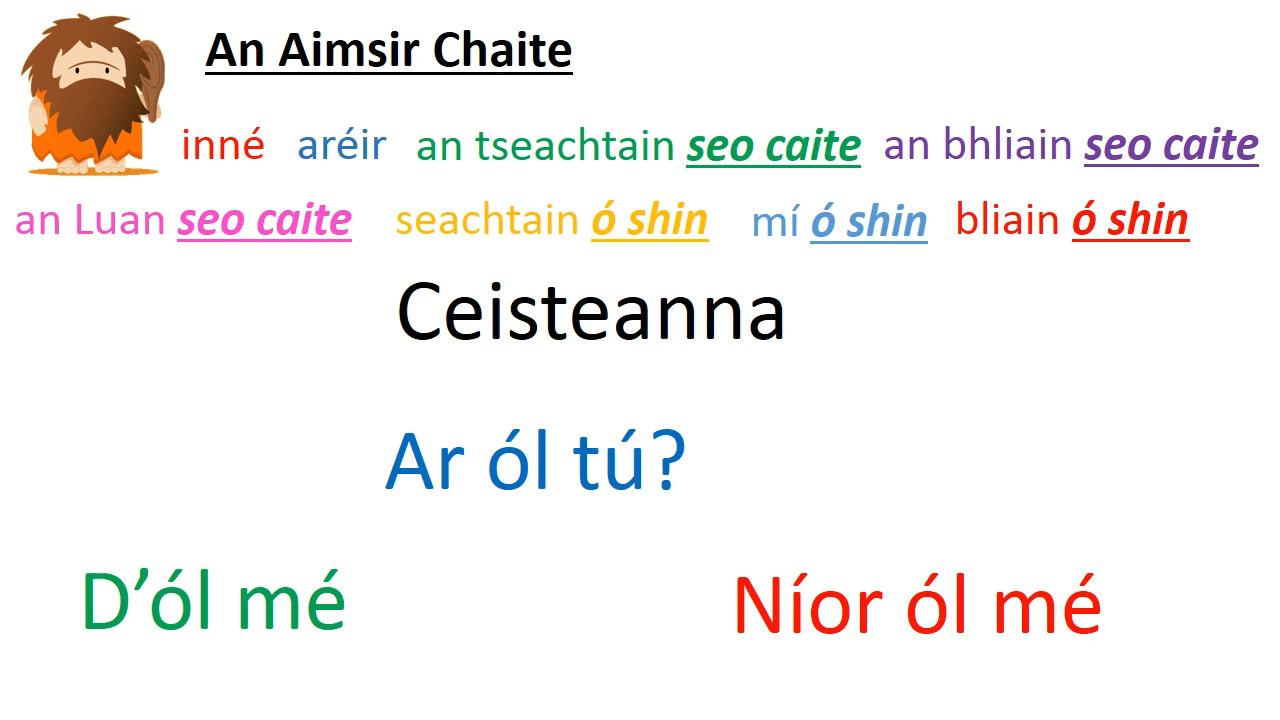 An Aimsir Chaite
inné aréir an tseachtain seo caite an bhliain seo caite
an Luan seo caite seachtain ó shin mí ó shin bliain ó shin
Ceisteanna
Ar ól tú?
D’ól mé Níor ól mé